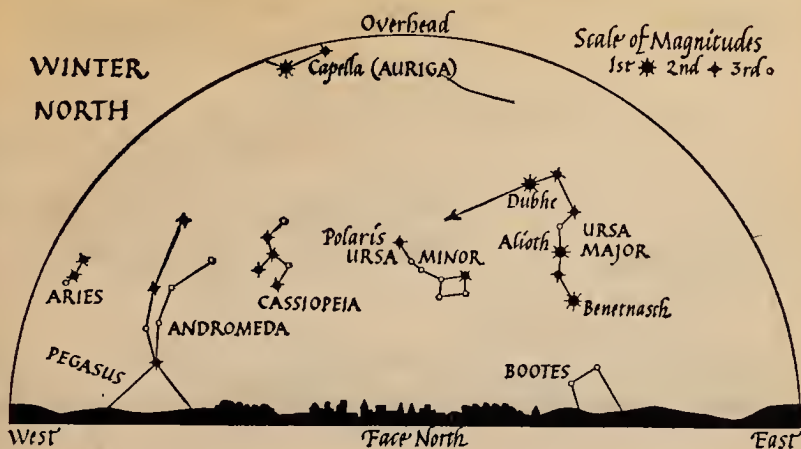 Overhead
WINTER
NORTH
Scale of Magnitudes
1st 2nd 3rd
Capella (AURIGA)
Dubhe
Polaris
URSA MINOR
Alioth
URSA
MAJOR
ARIES
CASSIOPEIA
Benetnasch
ANDROMEDA
PEGASUS
BOOTES
West
Face North
East